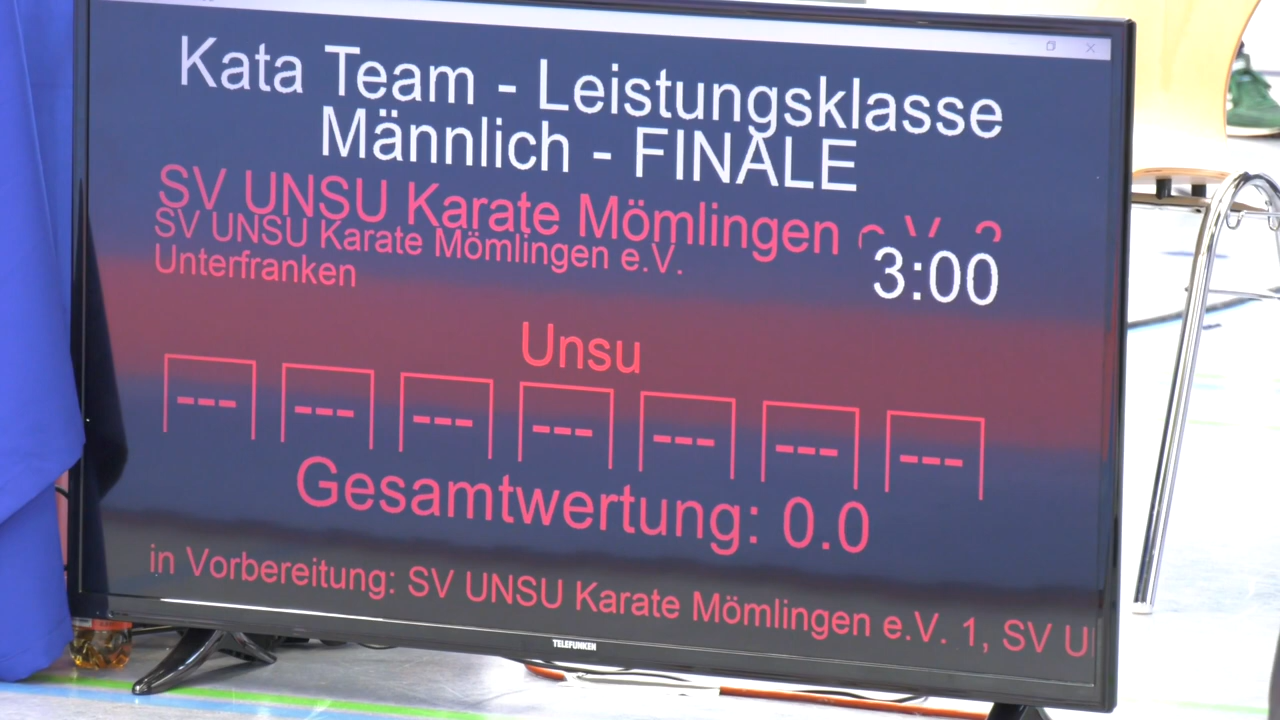 Kata Team - Leistungsklasse
Männlich - FINALE
SV UNSU Karate Mömlingen e.V. 2
SV UNSU Karate Mömlingen e.V.
Unterfranken
3:00
Unsu
--- --- --- --- --- --- ---
Gesamtwertung: 0.0
in Vorbereitung: SV UNSU Karate Mömlingen e.V. 1, SV U
TELEFUNKEN